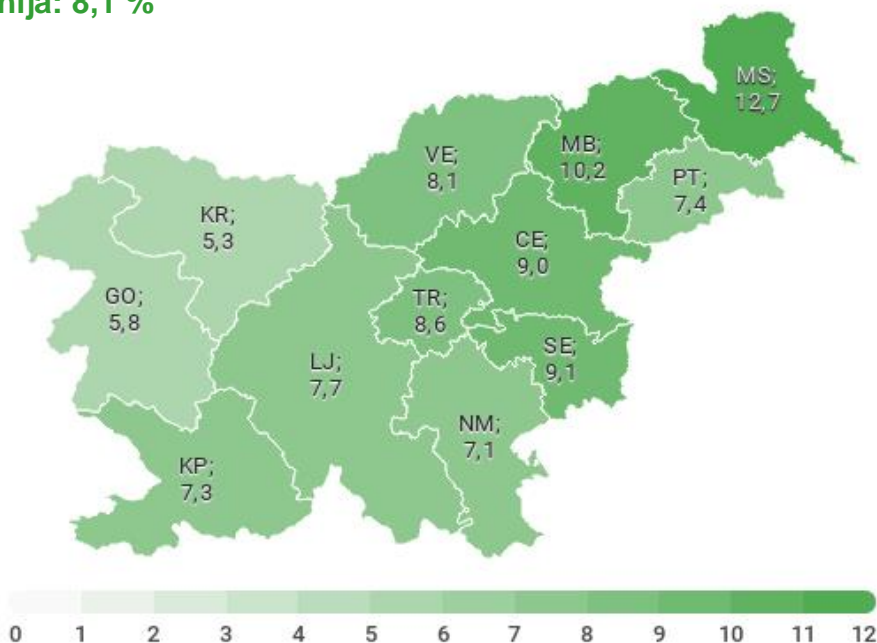 nija: 8,1 %
MS;
12,7
MB;
10,2
VE;
8,1
PT;
7,4
KR;
5,3
CE;
9,0
GO;
5,8
TR;
8,6
SE;
9,1
LJ;
7,7
NM;
7,1
KP;
7,3
0 1 2 3 4 5 6 7 8 9 10 11 12